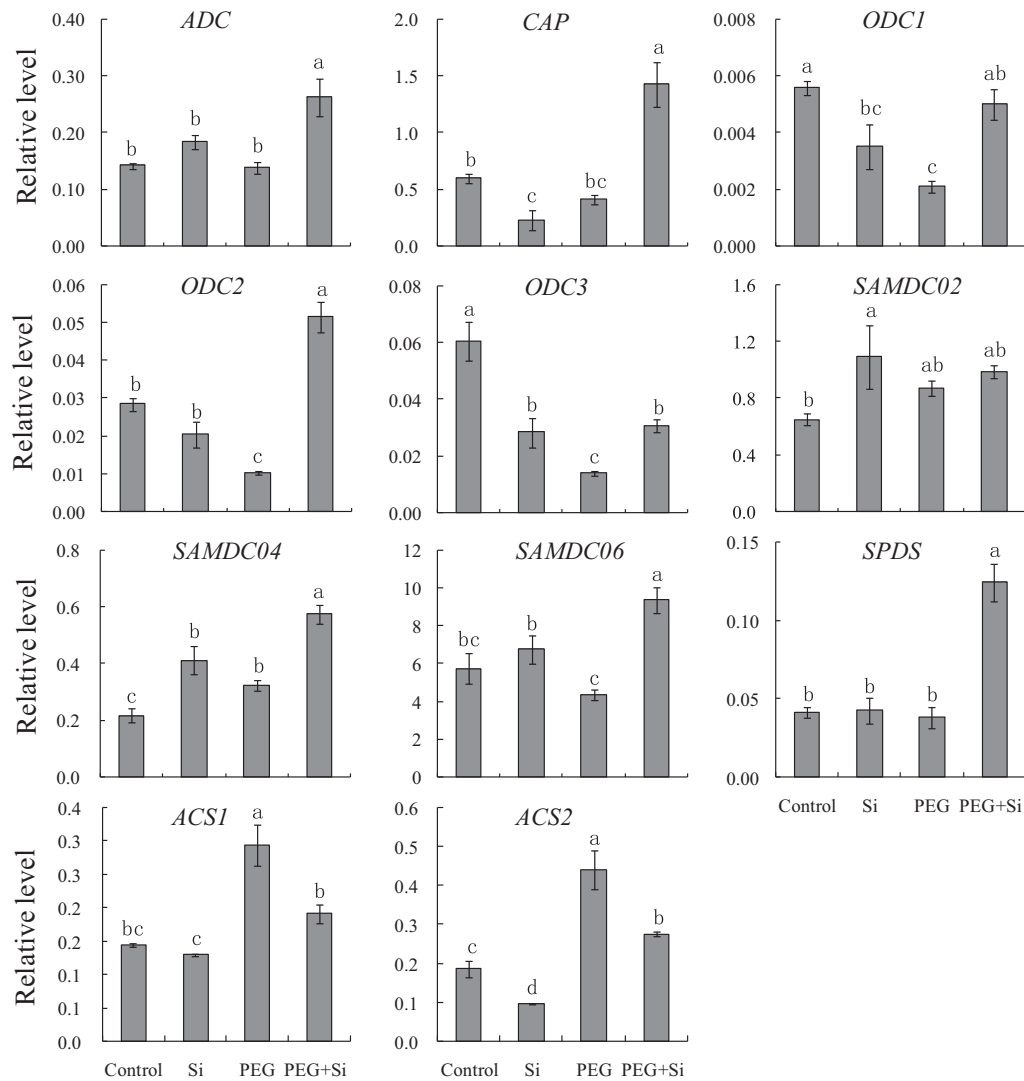 ADC
Relative level
0.40
0.30
0.20
0.10
0.00
b
b
b
a
CAP
2.0
1.5
1.0
0.5
0.0
b
c
bc
a
ODC1
0.008
0.006
0.004
0.002
0.000
a
bc
c
ab
ODC2
Relative level
0.06
0.05
0.04
0.03
0.02
0.01
0.00
b
b
c
a
ODC3
0.08
0.06
0.04
0.02
0.00
a
b
c
b
SAMDC02
1.6
1.2
0.8
0.4
0.0
b
a
ab
ab
SAMDC04
Relative level
0.8
0.6
0.4
0.2
0.0
c
b
b
a
SAMDC06
12
10
8
6
4
2
0
bc
b
c
a
SPDS
0.15
0.10
0.05
0.00
b
b
b
a
Control Si PEG PEG+Si
ACS1
Relative level
0.4
0.3
0.3
0.2
0.2
0.1
0.1
0.0
bc
c
a
b
Control Si PEG PEG+Si
ACS2
0.6
0.5
0.4
0.3
0.2
0.1
0.0
c
d
a
b
Control Si PEG PEG+Si